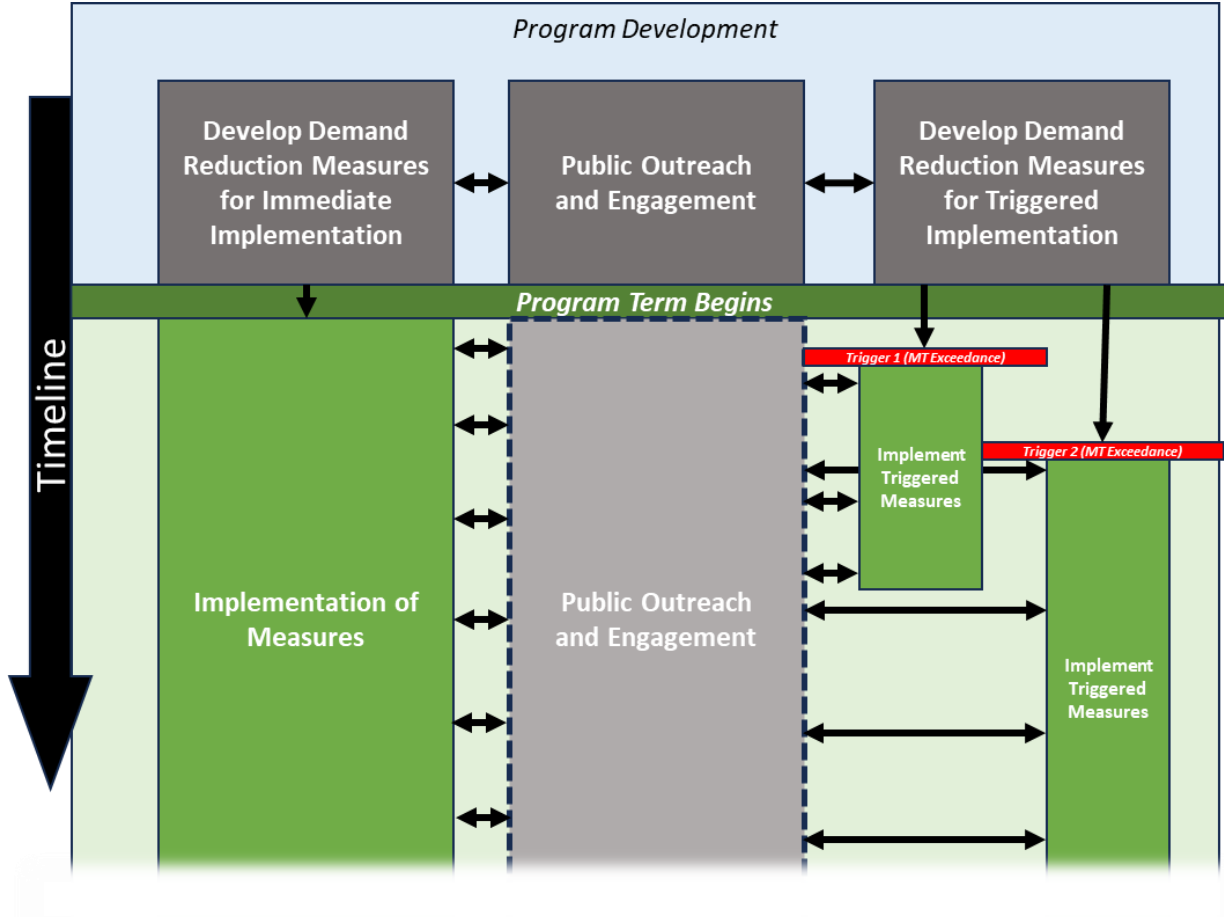 Program Development
Develop Demand
Reduction Measures
for Immediate
Implementation
Public Outreach
and Engagement
Develop Demand
Reduction Measures
for Triggered
Implementation
Program Term Begins
Timeline
Trigger 1 (MT Exceedance)
Trigger 2 (MT Exceedance)
Implement
Triggered
Measures
Implementation of
Measures
Public Outreach
and Engagement
Implement
Triggered
Measures